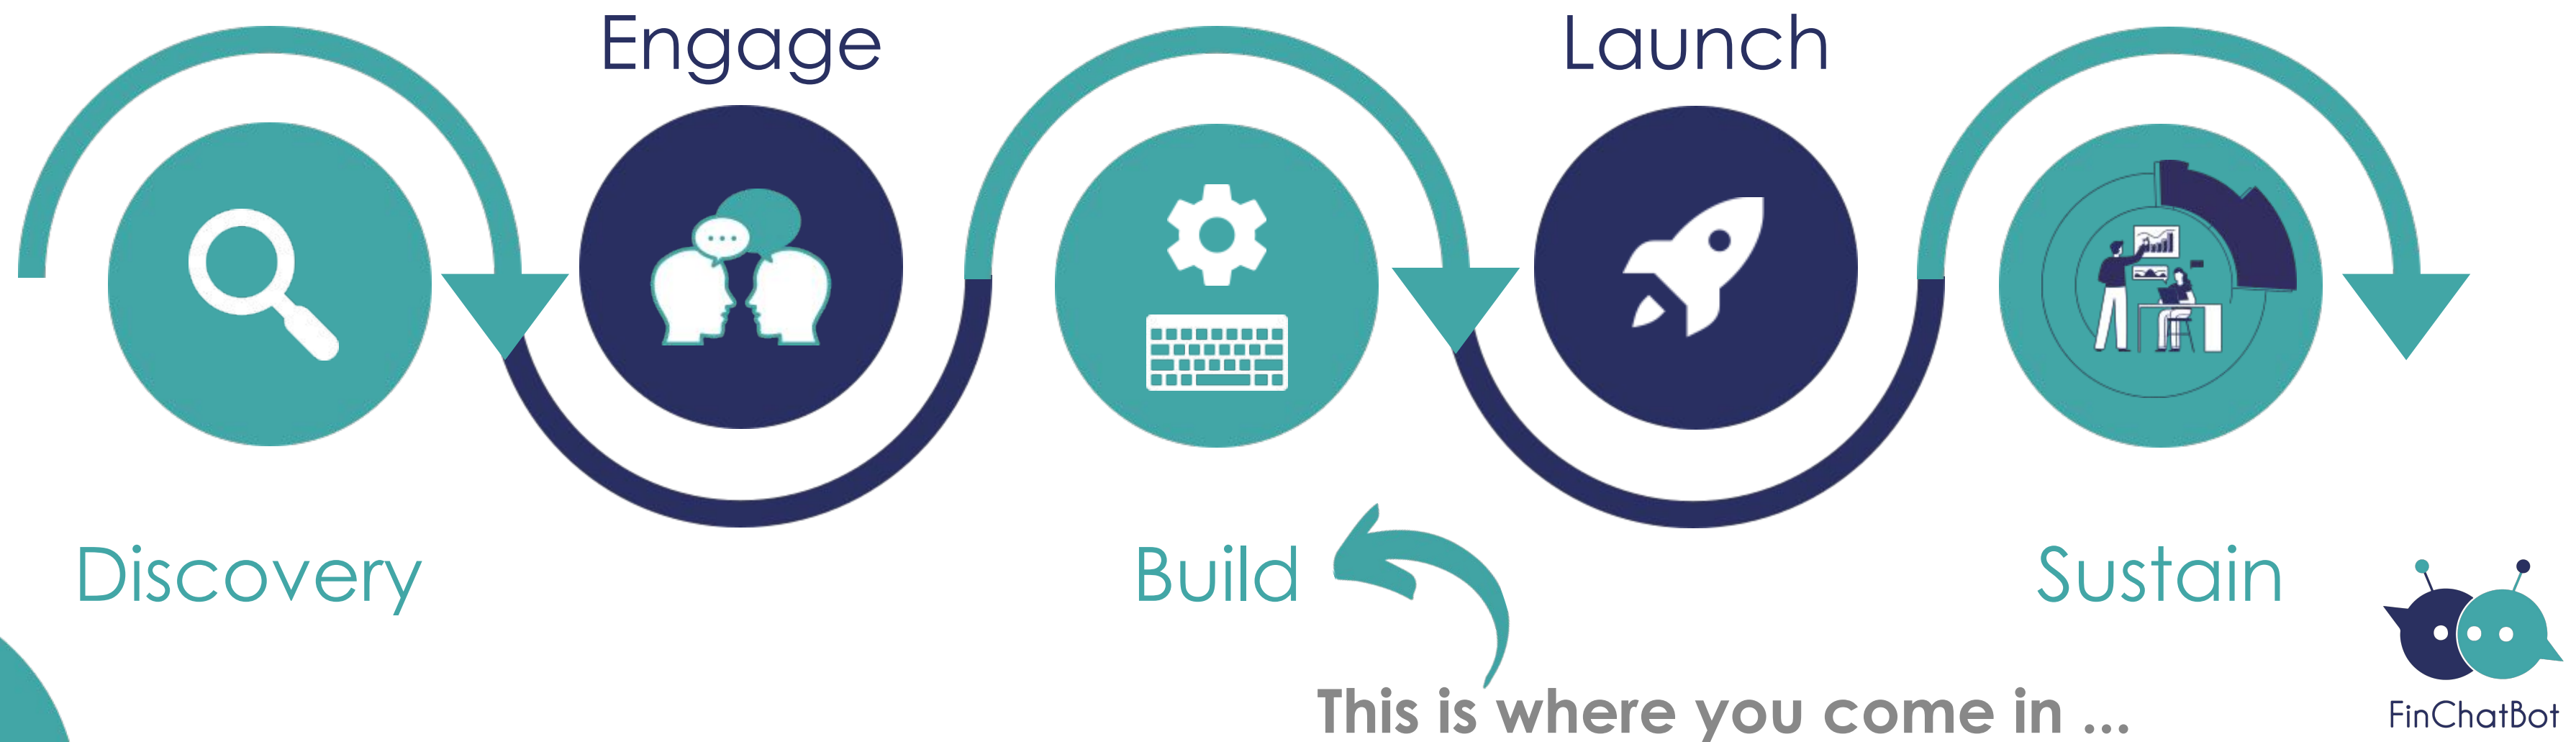 Engage
Launch
Discovery
Build
Sustain
This is where you come in ...
FinChatBot